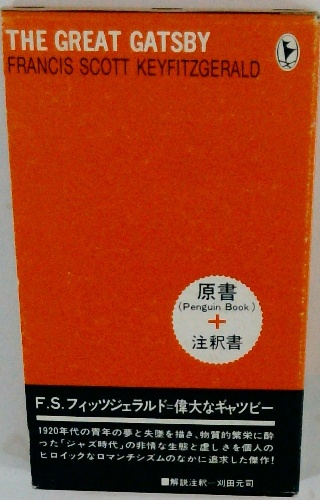 THE GREAT GATSBY
FRANCIS SCOTT KEYFITZGERALD
原書
(Penguin Book)
+
注釈書
F.S.フィッツジェラルド=偉大なギャツビー
1920年代の青年の夢と失墜を描き、物質的繁栄に酔
った「ジャズ時代」の非情な生態と虚しさを個人の
ヒロイックなロマンチシズムのなかに追求した傑作!
■解説注釈—刈田元司